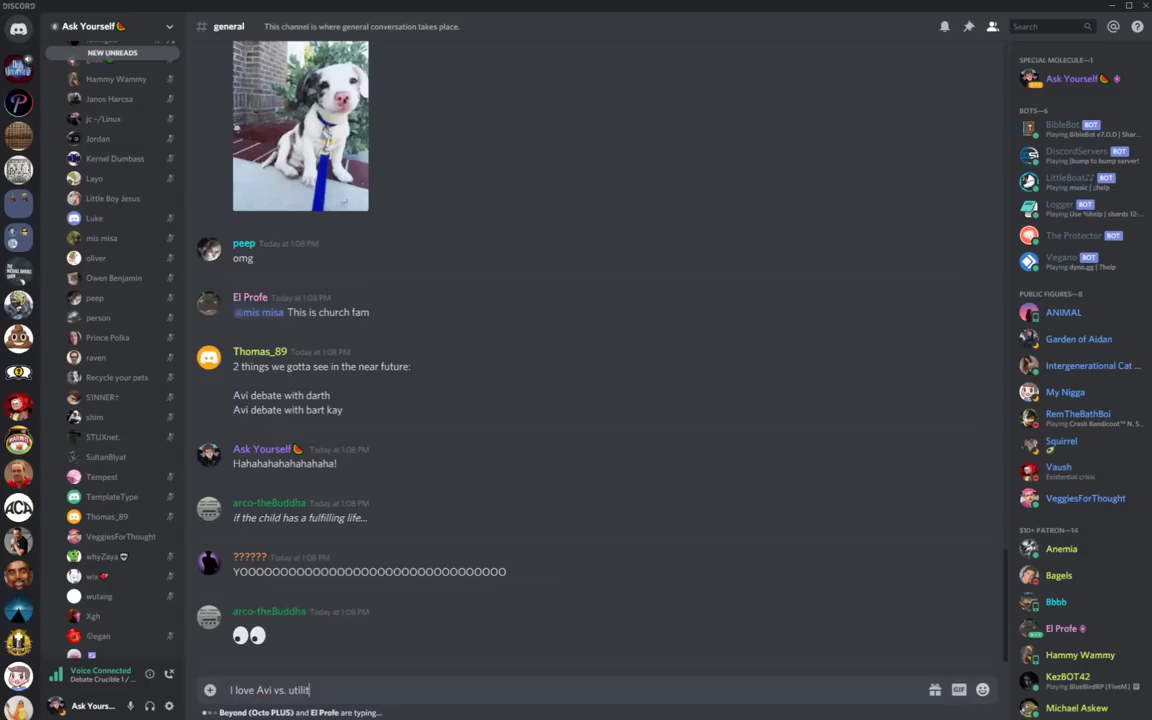 DISCORD
Ask Yourself🍉
# general
This channel is where general conversation takes place.
Search
NEW UNREADS
Hammy Wammy
Janos Harcsa
jc ~/Linux
Jordan
Kernel Dumbass
Layo
Little Boy Jesus
Luke
mis misa
oliver
Owen Benjamin
peep
person
Prince Polka
raven
Recycle your pets
S1NNER†
shim
STUXnet.
SultanBlyat
Tempest
TemplateType
Thomas_89
VeggiesForThought
whyZaya
wix
wutang
Xgh
Voice Connected
Debate Crucible 1 / ...
Ask Yours...
peep Today at 1:08 PM
omg
El Profe Today at 1:08 PM
@mis misa This is church fam
Thomas_89 Today at 1:08 PM
2 things we gotta see in the near future:
Avi debate with darth
Avi debate with bart kay
Ask Yourself🍉 Today at 1:08 PM
Hahahahahahahaha!
arco-theBuddha Today at 1:08 PM
if the child has a fulfilling life...
?????? Today at 1:08 PM
YOOOOOOOOOOOOOOOOOOOOOOOOOOOOOOOOO
arco-theBuddha Today at 1:08 PM
👀
I love Avi vs. utilit
GIF
Beyond (Octo PLUS) and El Profe are typing...
SPECIAL MOLECULE—1
Ask Yourself🍉
BOTS—6
BibleBot BOT
Playing BibleBot v7.0.0 | Shar...
DiscordServers BOT
Playing !bump to bump server!
LittleBoat♫ BOT
Playing music | ;;help
Logger BOT
Playing Use %help | shards 12-...
The Protector BOT
Vegano BOT
Playing dyno.gg | ?help
PUBLIC FIGURES—8
ANIMAL
Garden of Aidan
Intergenerational Cat ...
My Nigga
RemTheBathBoi
Playing Crash Bandicoot™ N. S...
Squirrel
🥑
Vaush
Existential crisis
VeggiesForThought
$10+ PATRON—14
Anemia
Bagels
Bbbb
El Profe
Hammy Wammy
KezBOT42
Playing BlueBirdRP [FiveM]
Michael Askew